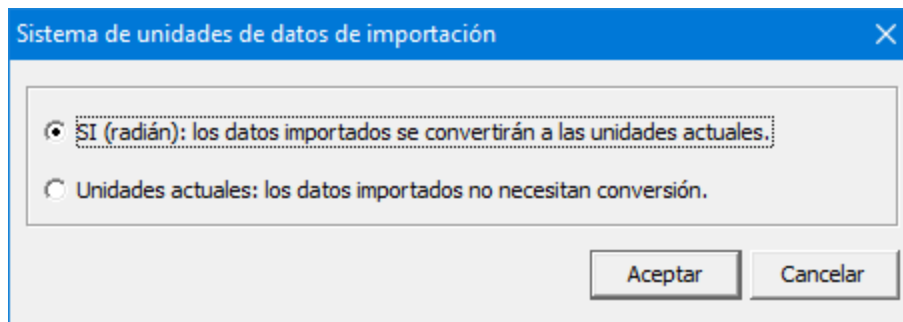 Sistema de unidades de datos de importación
SI (radián): los datos importados se convertirán a las unidades actuales.
Unidades actuales: los datos importados no necesitan conversión.
Aceptar
Cancelar